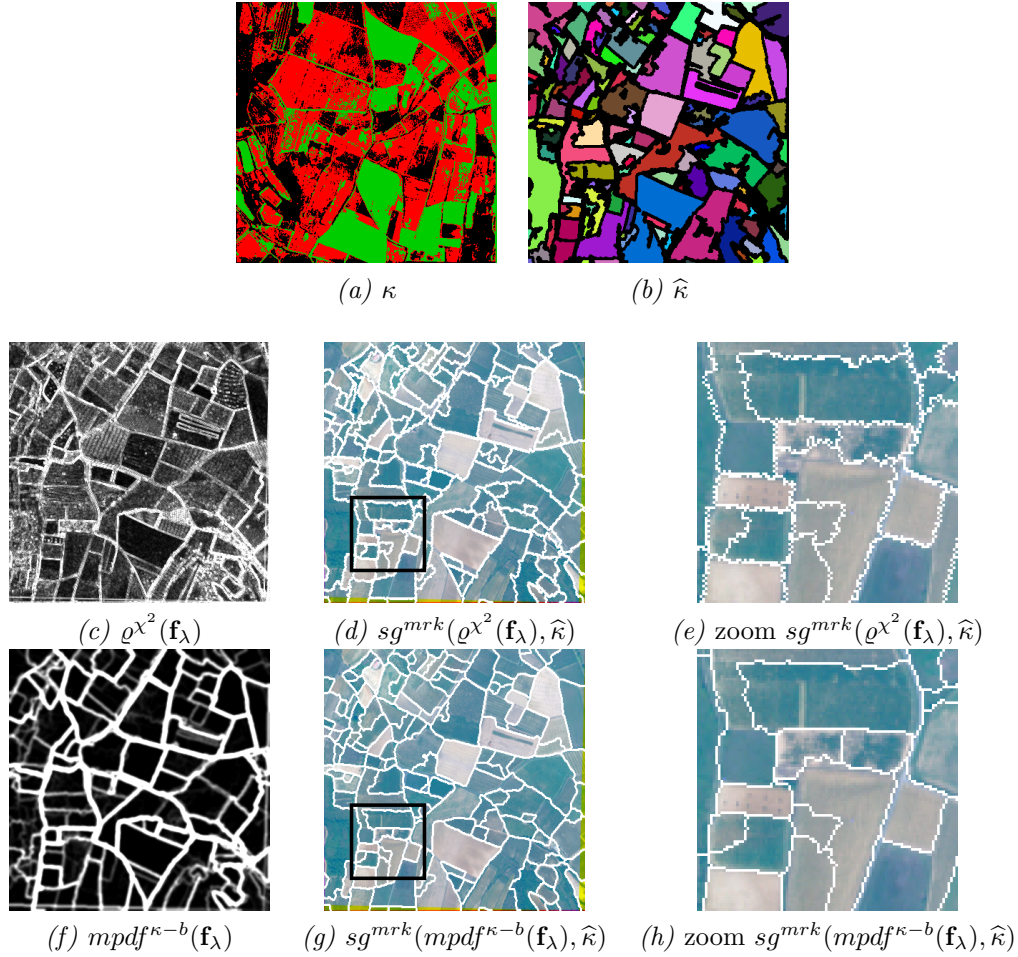 (a) κ (b) κ̂
(c) ϱ^{χ²}(f_λ) (d) sg^{mrk}(ϱ^{χ²}(f_λ), κ̂) (e) zoom sg^{mrk}(ϱ^{χ²}(f_λ), κ̂)
(f) mpdf^{κ−b}(f_λ) (g) sg^{mrk}(mpdf^{κ−b}(f_λ), κ̂) (h) zoom sg^{mrk}(mpdf^{κ−b}(f_λ), κ̂)